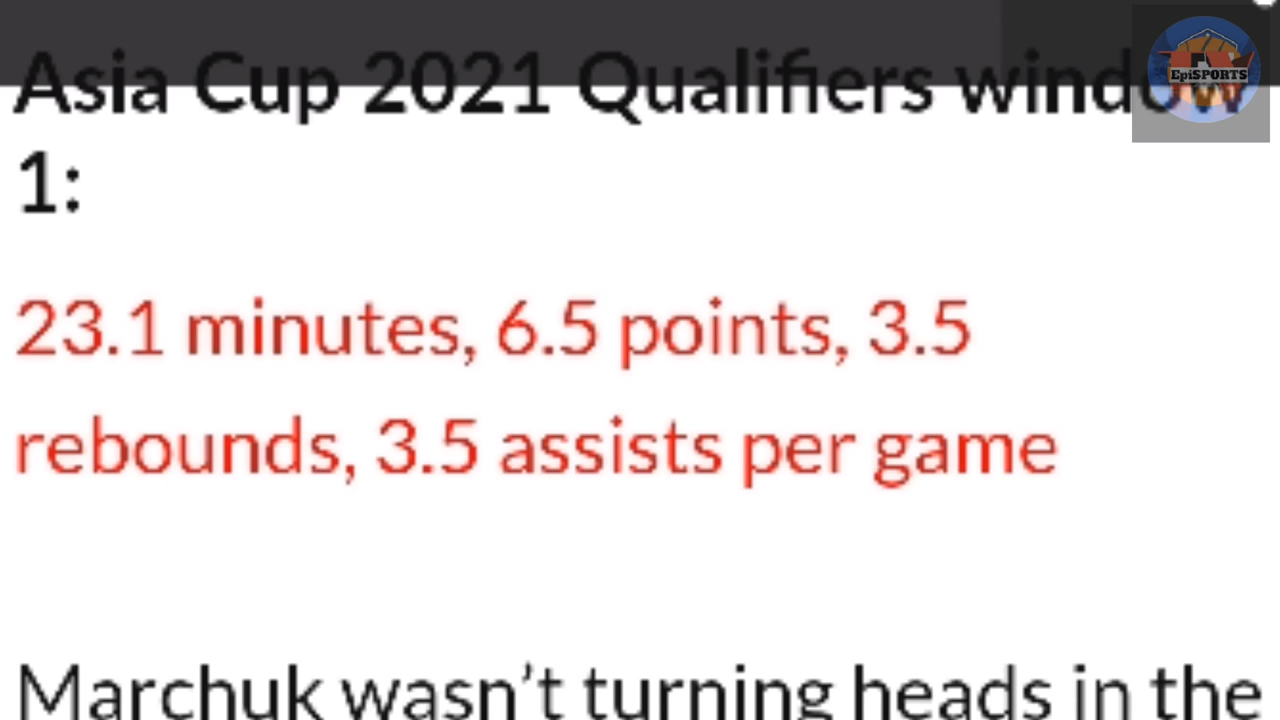 Asia Cup 2021 Qualifiers window
1:
23.1 minutes, 6.5 points, 3.5
rebounds, 3.5 assists per game
Marchuk wasn’t turning heads in the
EpiSPORTS